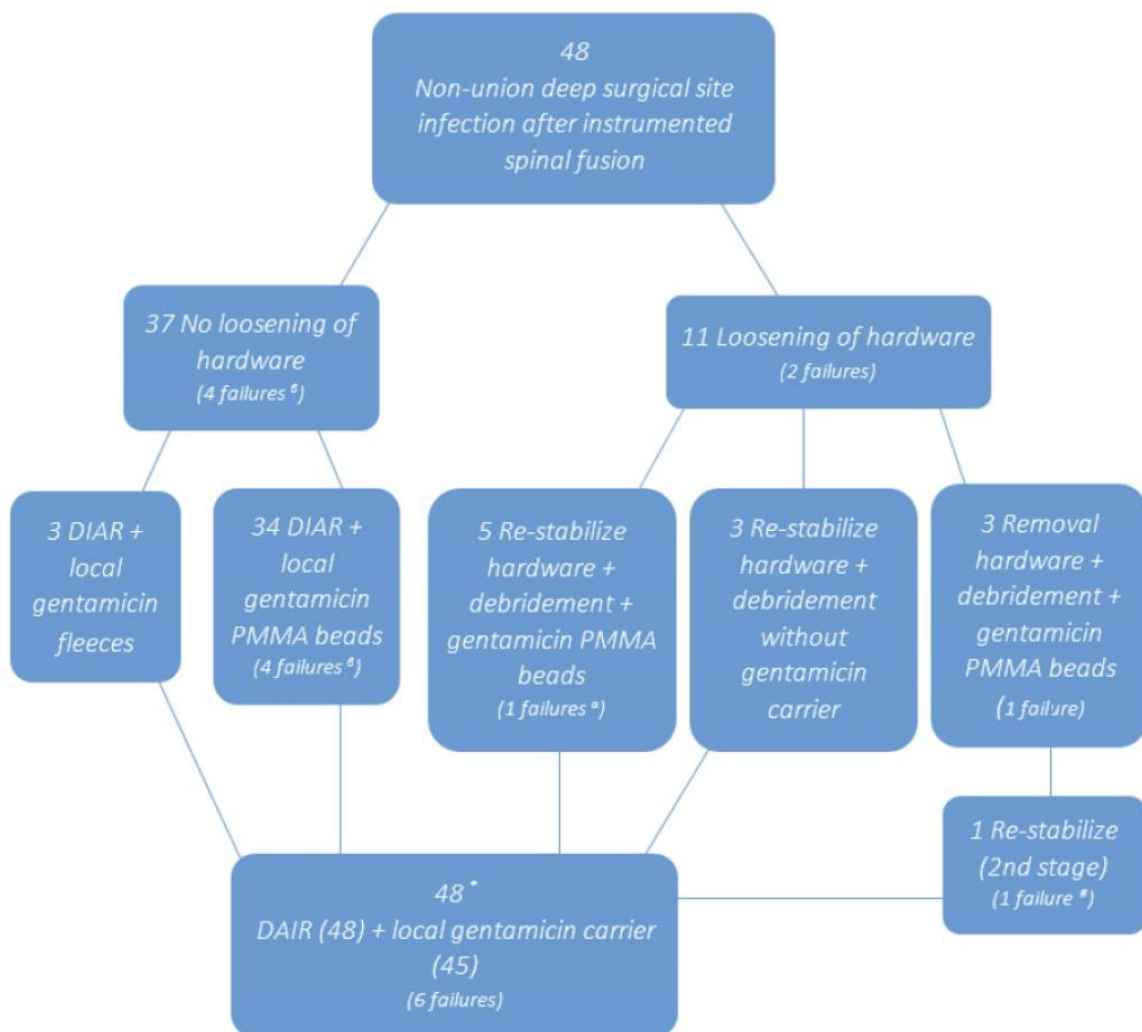 48
Non-union deep surgical site
infection after instrumented
spinal fusion
37 No loosening of
hardware
(4 failures ⁶)
11 Loosening of hardware
(2 failures)
3 DIAR +
local
gentamicin
fleeces
34 DIAR +
local
gentamicin
PMMA beads
(4 failures ⁶)
5 Re-stabilize
hardware +
debridement +
gentamicin PMMA
beads
(1 failures ᵅ)
3 Re-stabilize
hardware +
debridement
without
gentamicin
carrier
3 Removal
hardware +
debridement +
gentamicin
PMMA beads
(1 failure)
1 Re-stabilize
(2nd stage)
(1 failure)
48 *
DAIR (48) + local gentamicin carrier
(45)
(6 failures)